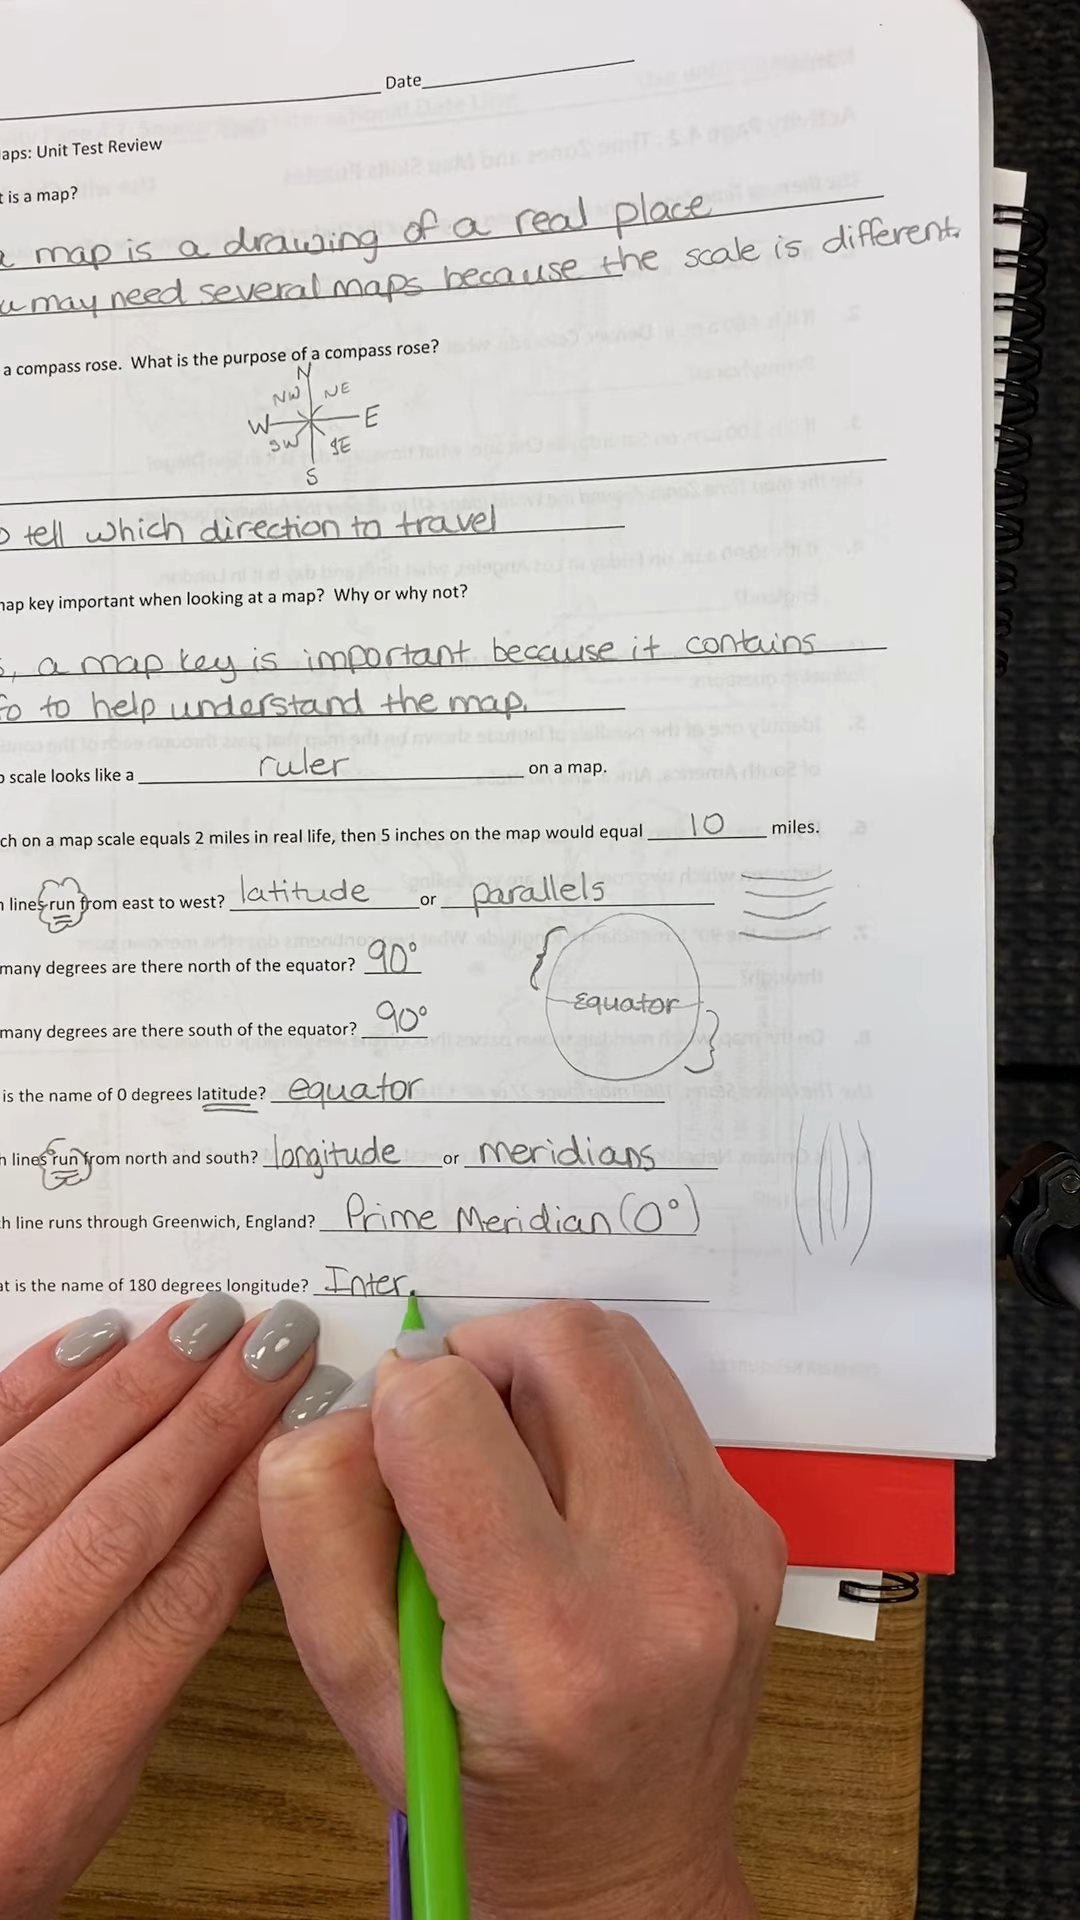 Date
aps: Unit Test Review
t is a map?
a map is a drawing of a real place
u may need several maps because the scale is different.
a compass rose. What is the purpose of a compass rose?
N
NW NE
W E
SW SE
S
o tell which direction to travel
nap key important when looking at a map? Why or why not?
s, a map key is important because it contains
fo to help understand the map.
p scale looks like a ruler on a map.
ch on a map scale equals 2 miles in real life, then 5 inches on the map would equal 10 miles.
h lines run from east to west? latitude or parallels
many degrees are there north of the equator? 90°
Equator
many degrees are there south of the equator? 90°
is the name of 0 degrees latitude? equator
h lines run from north and south? longitude or meridians
ch line runs through Greenwich, England? Prime Meridian (0°)
at is the name of 180 degrees longitude? Inter